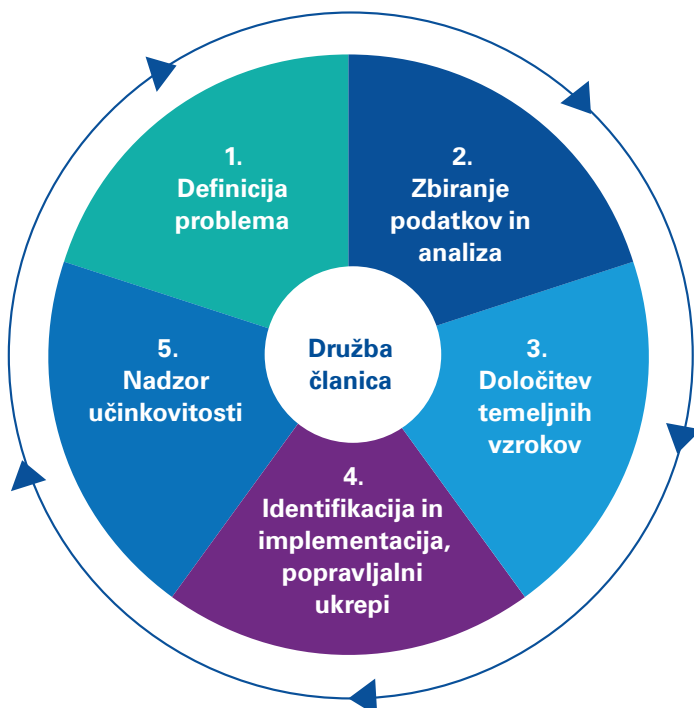 1.
Definicija
problema
2.
Zbiranje
podatkov in
analiza
3.
Določitev
temeljnih
vzrokov
4.
Identifikacija in
implementacija,
popravljalni
ukrepi
5.
Nadzor
učinkovitosti
Družba
članica